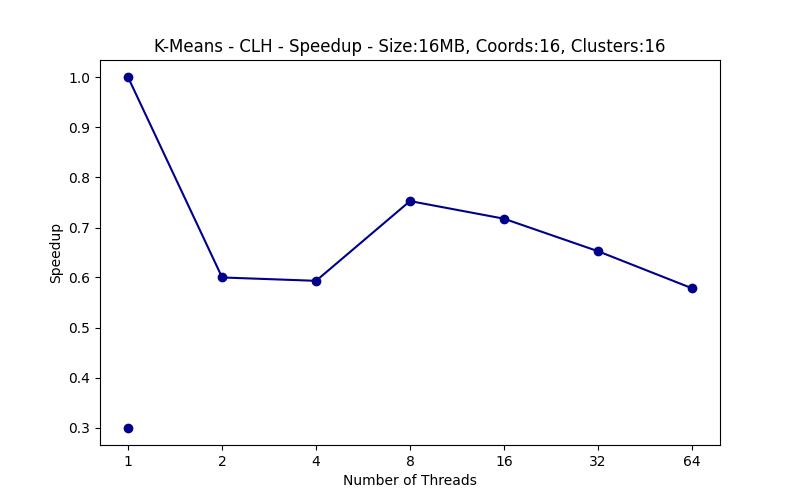 K-Means - CLH - Speedup - Size:16MB, Coords:16, Clusters:16
1.0
0.9
0.8
0.7
0.6
0.5
0.4
0.3
Speedup
1 2 4 8 16 32 64
Number of Threads